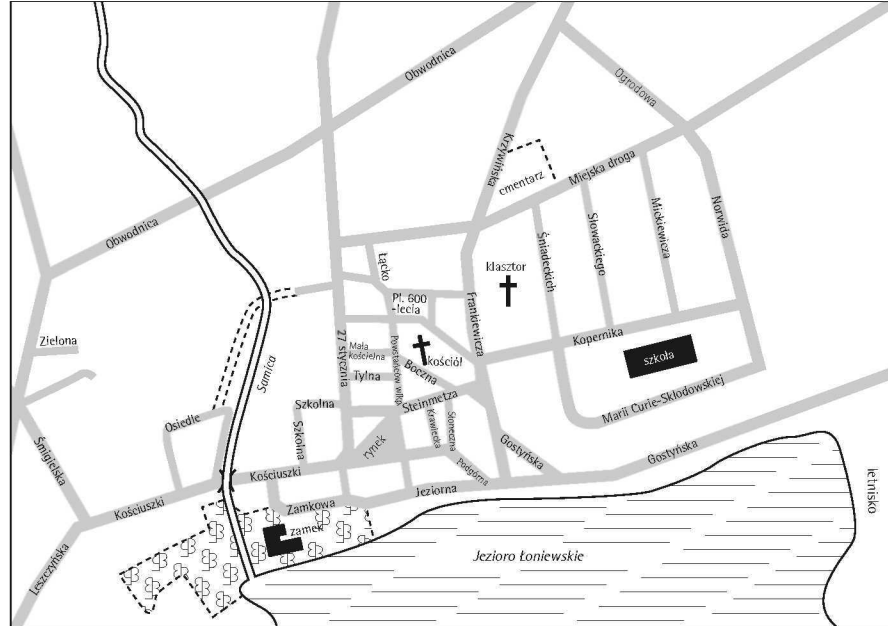 Obwodnica
Ogrodowa
Krzywińska
cmentarz
Miejska droga
Obwodnica
Łącko
Śniadeckich
Słowackiego
Mickiewicza
Norwida
klasztor
Pl. 600
-lecia
Frankiewicza
Zielona
Samica
27 stycznia
Mała
kościelna
Powstańców wlkp.
kościół
Boczna
Kopernika
szkoła
Tylna
Steinmetza
Marii Curie-Skłodowskiej
Osiedle
Szkolna
Szkolna
rynek
Krawiecka
Słoneczna
Śmigielska
Gostyńska
Gostyńska
Podgórna
Kościuszki
Kościuszki
Jeziorna
Zamkowa
letnisko
zamek
Leszczyńska
Jezioro Łoniewskie